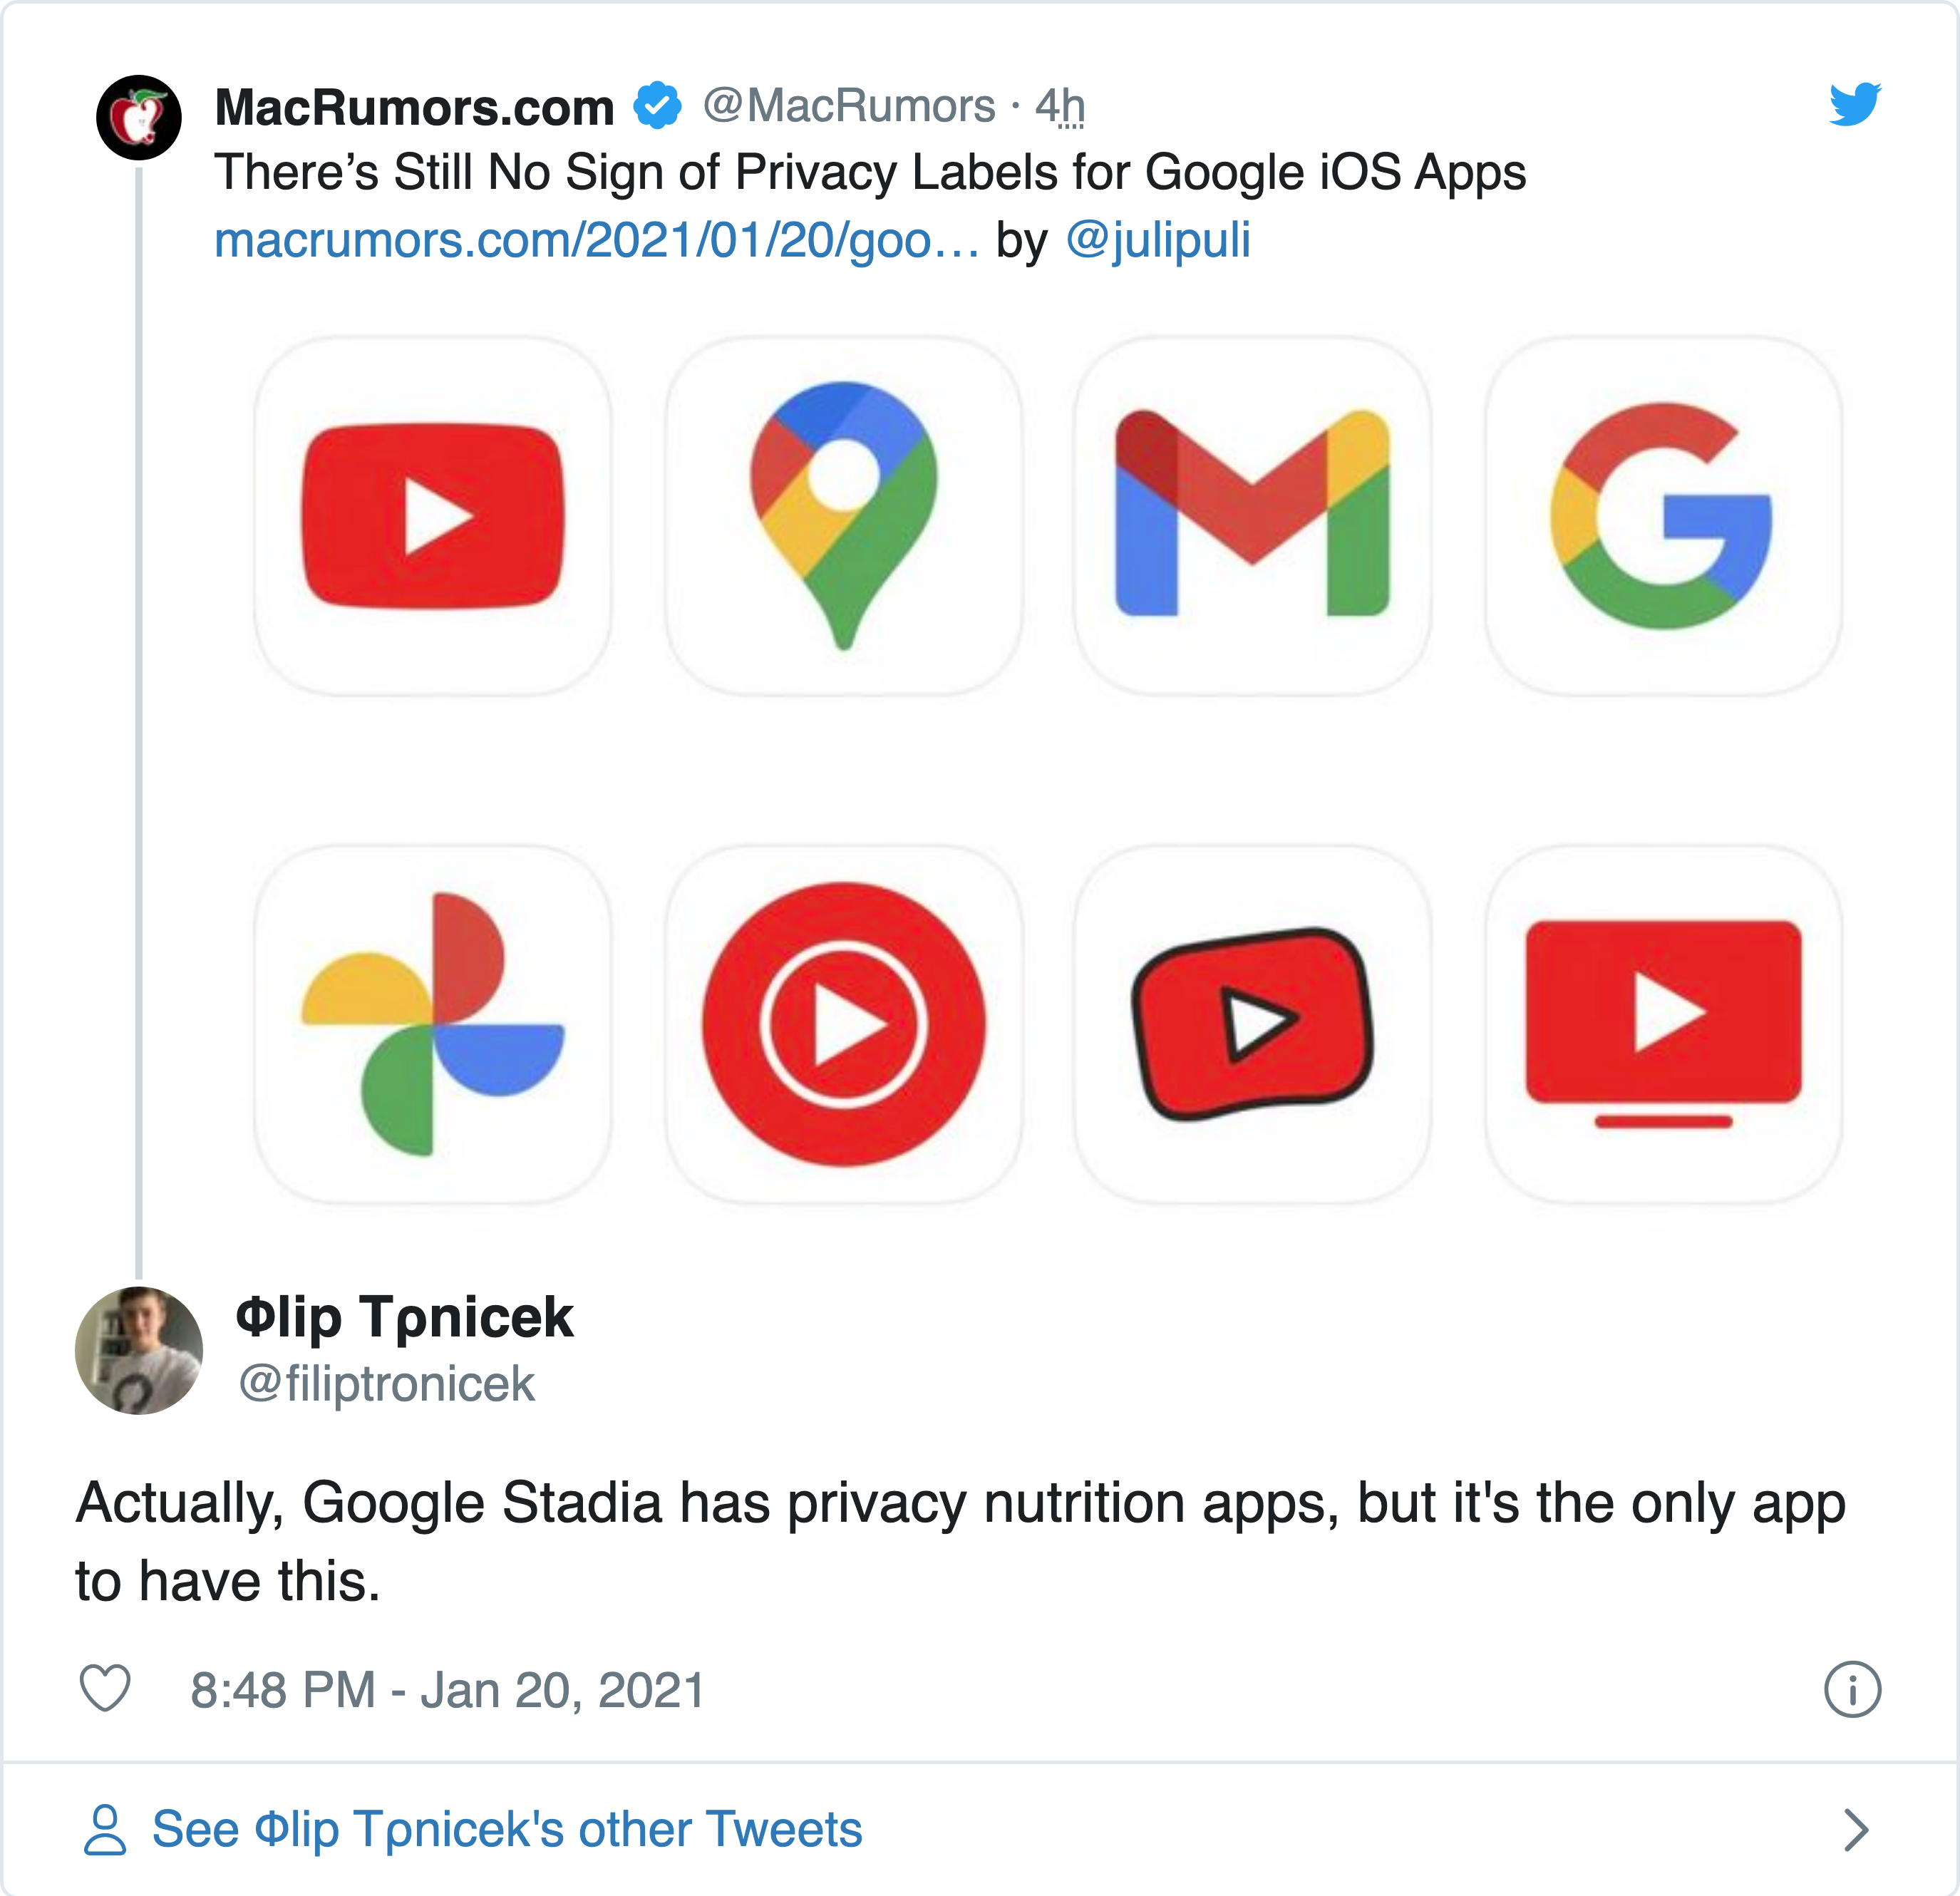 MacRumors.com @MacRumors · 4h
There’s Still No Sign of Privacy Labels for Google iOS Apps
macrumors.com/2021/01/20/goo… by @julipuli
Φlip Tρnicek
@filiptronicek
Actually, Google Stadia has privacy nutrition apps, but it's the only app
to have this.
8:48 PM - Jan 20, 2021
See Φlip Tρnicek's other Tweets